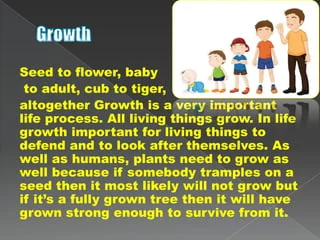 Growth
Seed to flower, baby
to adult, cub to tiger,
altogether Growth is a very important
life process. All living things grow. In life
growth important for living things to
defend and to look after themselves. As
well as humans, plants need to grow as
well because if somebody tramples on a
seed then it most likely will not grow but
if it's a fully grown tree then it will have
grown strong enough to survive from it.